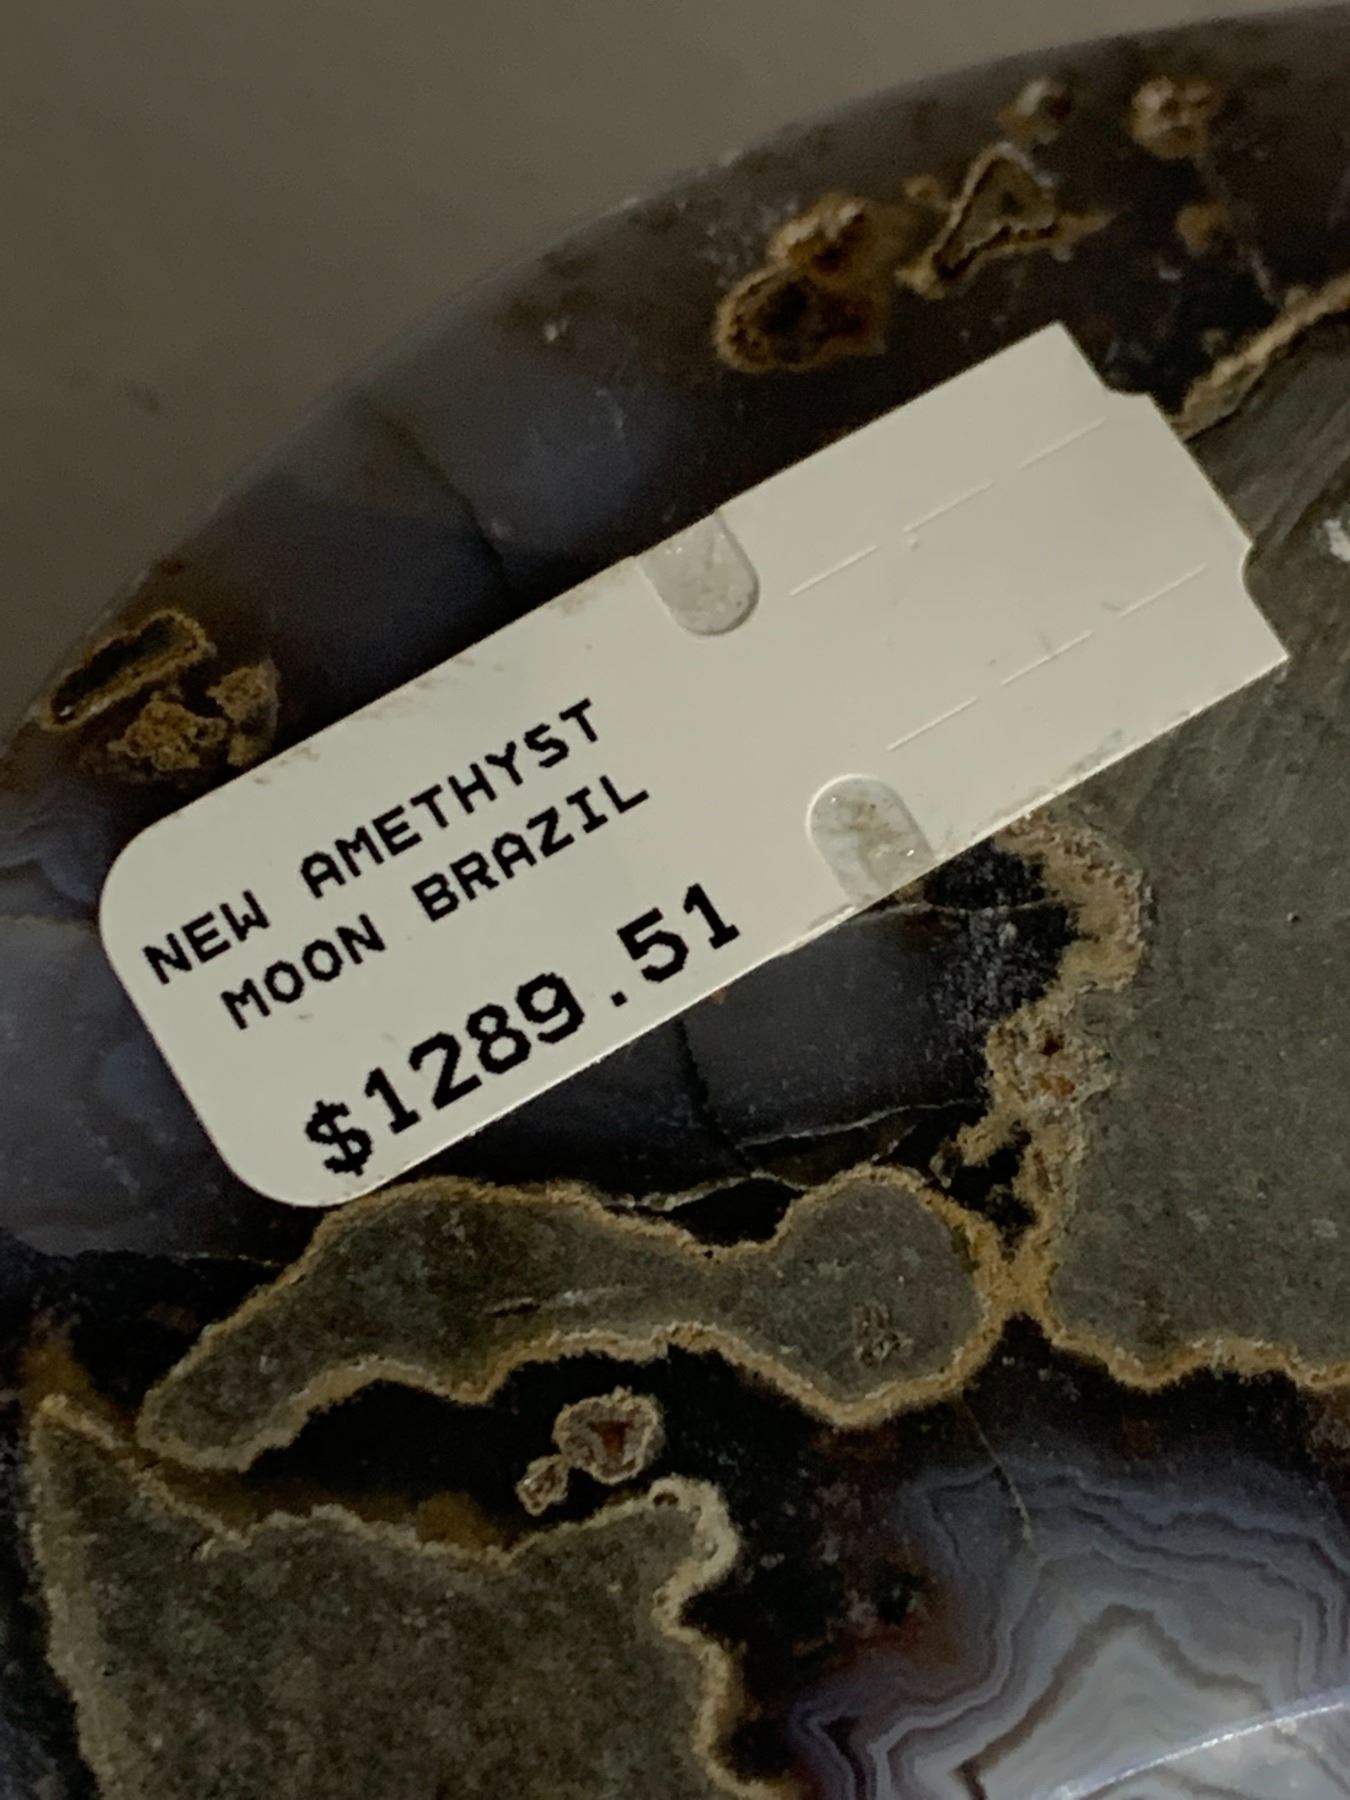 NEW AMETHYST
MOON BRAZIL
$1289.51